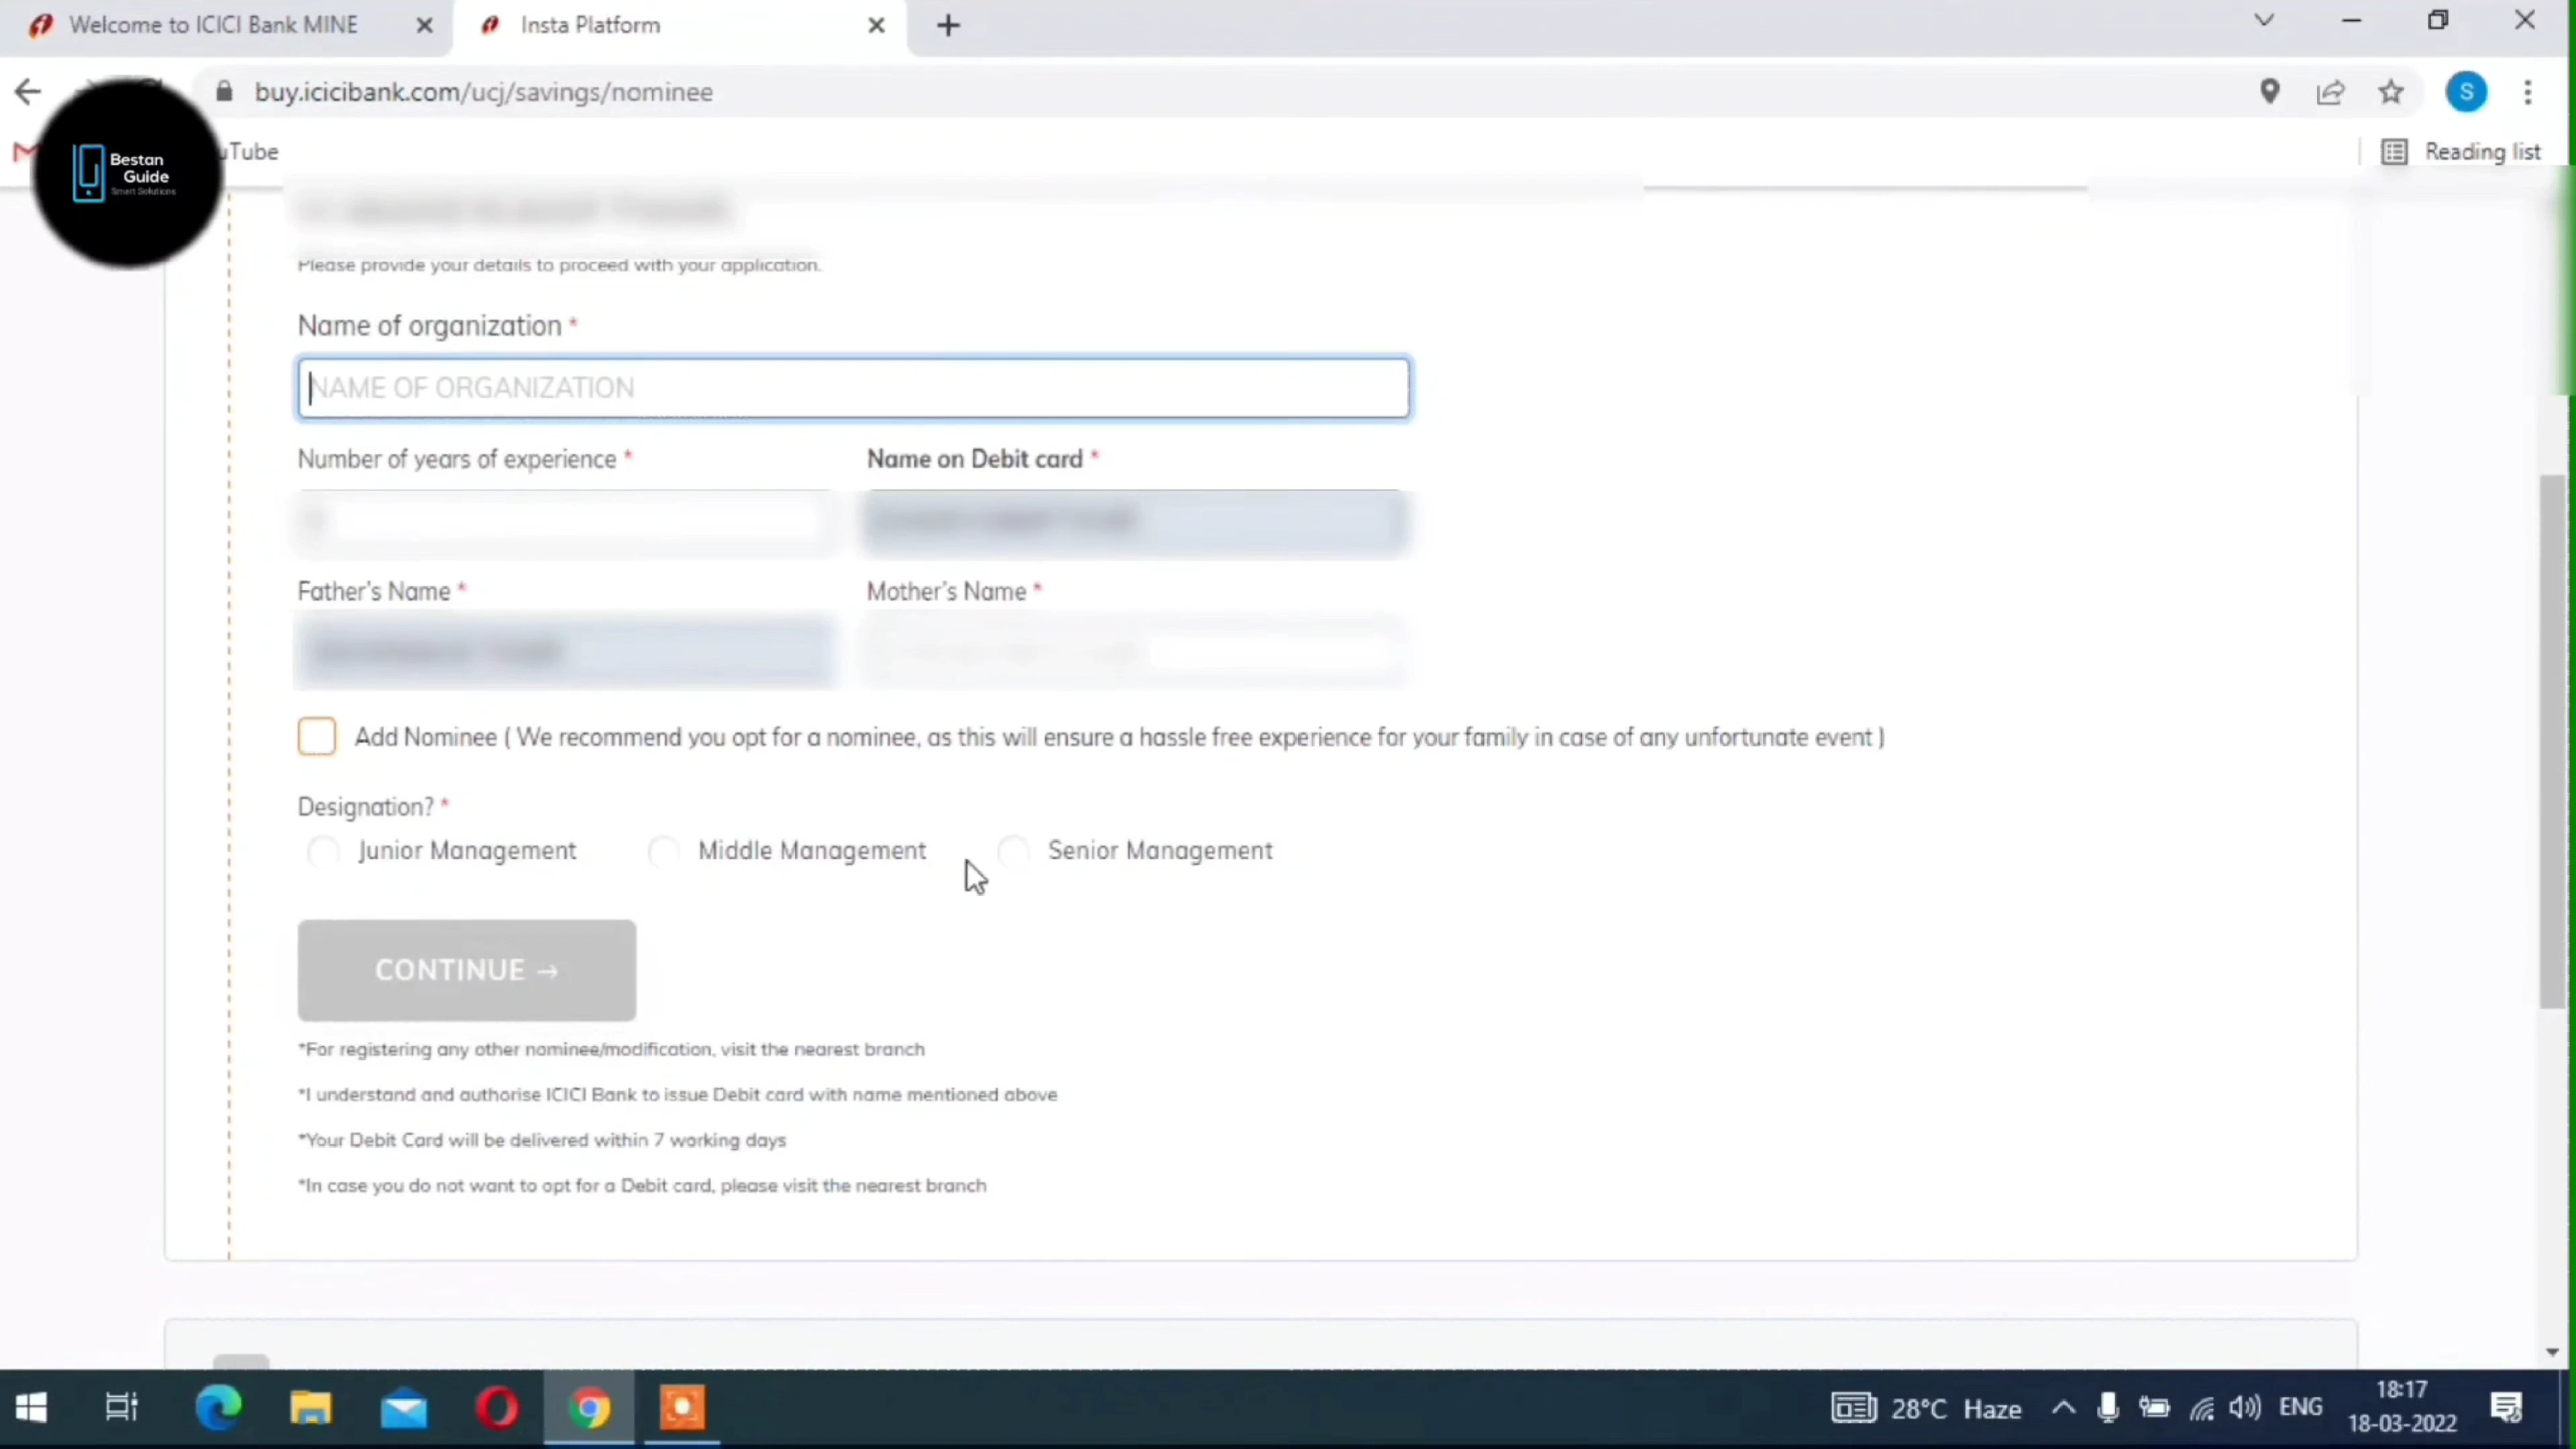 Welcome to ICICI Bank MINE
Insta Platform
buy.icicibank.com/ucj/savings/nominee
S
uTube
Reading list
Bestan
Guide
Smart Solutions
Please provide your details to proceed with your application.
Name of organization *
NAME OF ORGANIZATION
Number of years of experience *
Name on Debit card *
Father's Name *
Mother's Name *
Add Nominee ( We recommend you opt for a nominee, as this will ensure a hassle free experience for your family in case of any unfortunate event )
Designation? *
Junior Management
Middle Management
Senior Management
CONTINUE →
*For registering any other nominee/modification, visit the nearest branch
*I understand and authorise ICICI Bank to issue Debit card with name mentioned above
*Your Debit Card will be delivered within 7 working days
*In case you do not want to opt for a Debit card, please visit the nearest branch
28°C Haze
ENG
18:17
18-03-2022